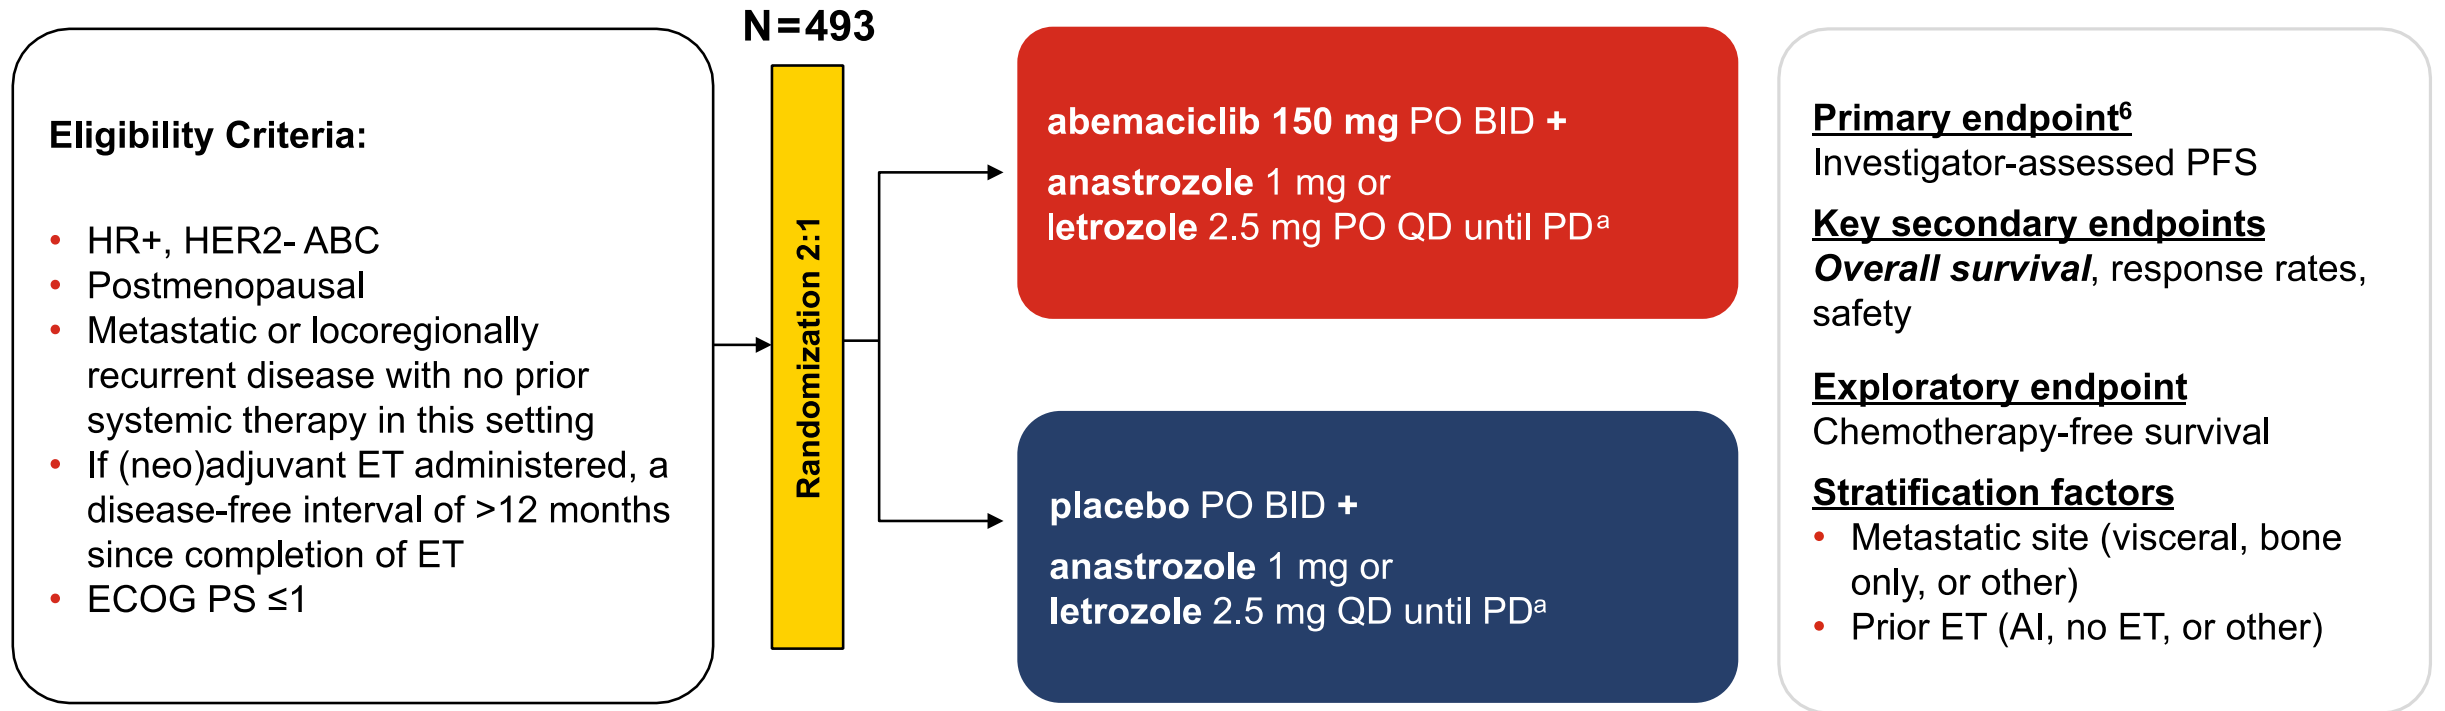 Eligibility Criteria:
• HR+, HER2- ABC
• Postmenopausal
• Metastatic or locoregionally
recurrent disease with no prior
systemic therapy in this setting
• If (neo)adjuvant ET administered, a
disease-free interval of >12 months
since completion of ET
• ECOG PS ≤1
N=493
Randomization 2:1
abemaciclib 150 mg PO BID +
anastrozole 1 mg or
letrozole 2.5 mg PO QD until PDᵃ
placebo PO BID +
anastrozole 1 mg or
letrozole 2.5 mg QD until PDᵃ
Primary endpoint⁶
Investigator-assessed PFS
Key secondary endpoints
Overall survival, response rates,
safety
Exploratory endpoint
Chemotherapy-free survival
Stratification factors
• Metastatic site (visceral, bone
only, or other)
• Prior ET (AI, no ET, or other)